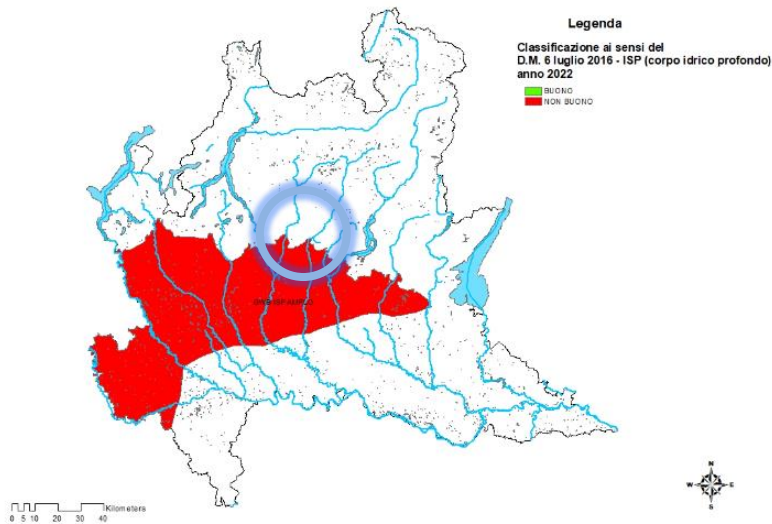 Legenda
Classificazione ai sensi del
D.M. 6 luglio 2016 - ISP (corpo idrico profondo)
anno 2022
BUONO
NON BUONO
N
W
E
S
0 5 10 20 30 40
Kilometers